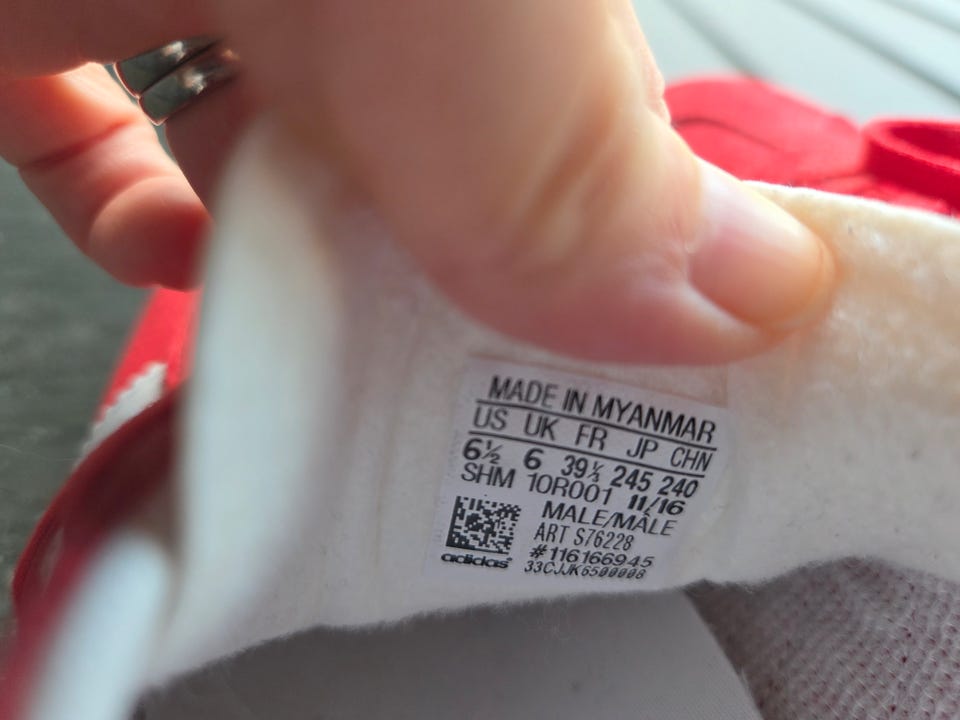 MADE IN MYANMAR
US UK FR JP CHN
6½ 6 39⅓ 245 240
SHM 10R001 11/16
MALE/MÂLE
ART S76228
#116166945
33CJJK6500008
adidas